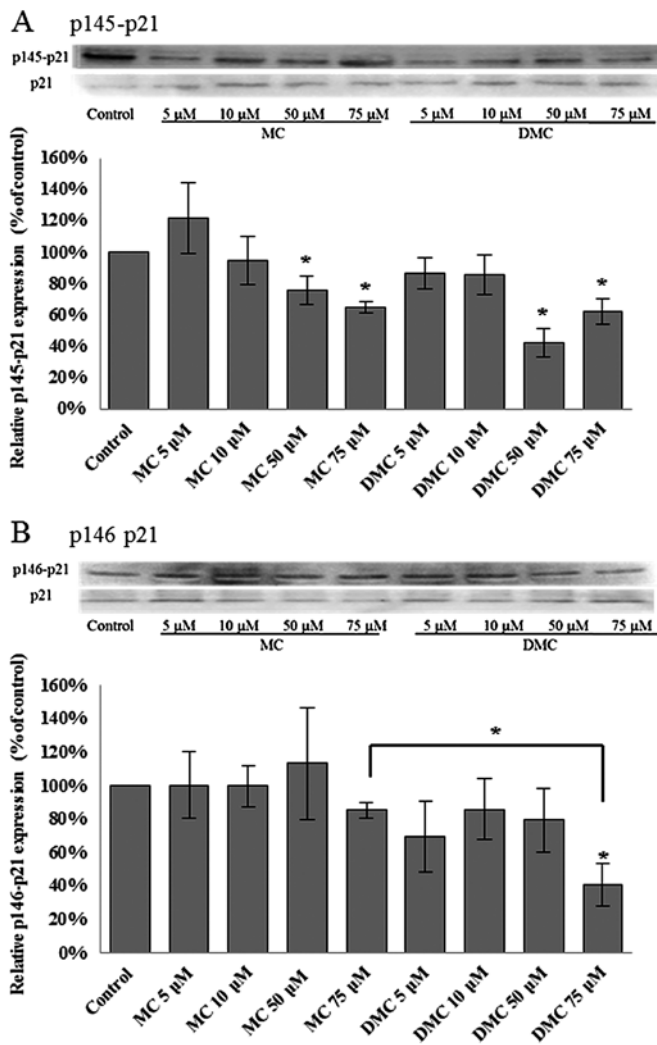 A p145-p21
p145-p21
p21
Control 5 µM 10 µM 50 µM 75 µM 5 µM 10 µM 50 µM 75 µM
MC DMC
Relative p145-p21 expression (% of control)
160%
140%
120%
100%
80%
60%
40%
20%
0%
* * * *
Control MC 5 µM MC 10 µM MC 50 µM MC 75 µM DMC 5 µM DMC 10 µM DMC 50 µM DMC 75 µM
B p146 p21
p146-p21
p21
Control 5 µM 10 µM 50 µM 75 µM 5 µM 10 µM 50 µM 75 µM
MC DMC
Relative p146-p21 expression (% of control)
160%
140%
120%
100%
80%
60%
40%
20%
0%
*
*
Control MC 5 µM MC 10 µM MC 50 µM MC 75 µM DMC 5 µM DMC 10 µM DMC 50 µM DMC 75 µM